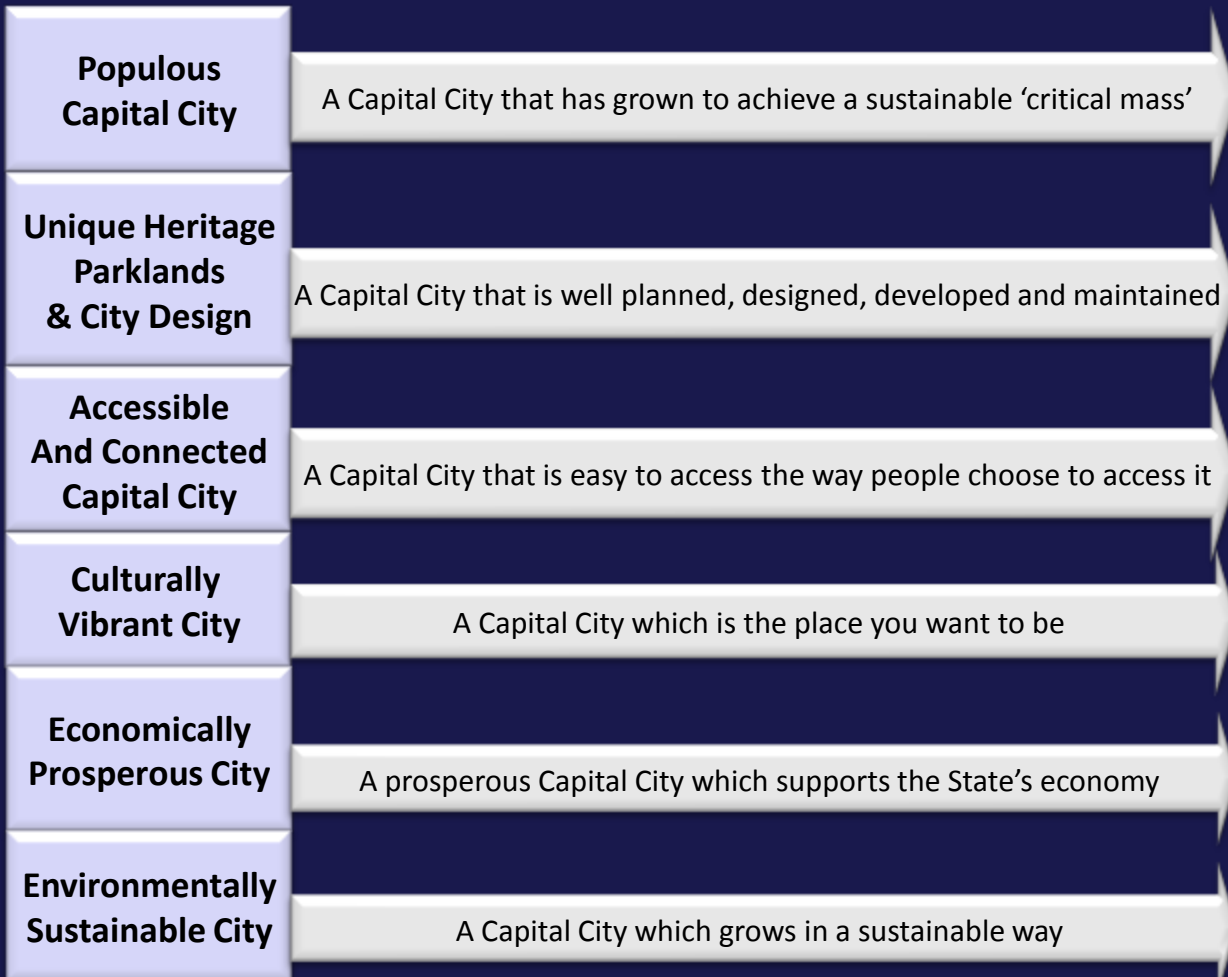 Populous
Capital City
A Capital City that has grown to achieve a sustainable ‘critical mass’
Unique Heritage
Parklands
& City Design
A Capital City that is well planned, designed, developed and maintained
Accessible
And Connected
Capital City
A Capital City that is easy to access the way people choose to access it
Culturally
Vibrant City
A Capital City which is the place you want to be
Economically
Prosperous City
A prosperous Capital City which supports the State’s economy
Environmentally
Sustainable City
A Capital City which grows in a sustainable way